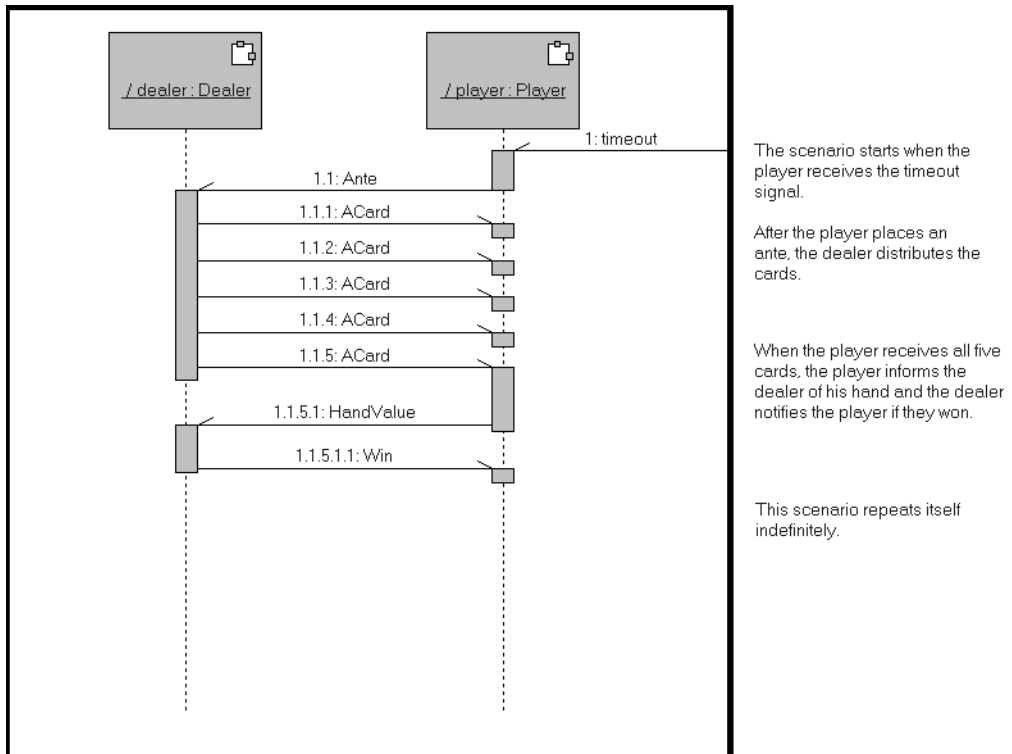 / dealer : Dealer
/ player : Player
1: timeout
1.1: Ante
1.1.1: ACard
1.1.2: ACard
1.1.3: ACard
1.1.4: ACard
1.1.5: ACard
1.1.5.1: HandValue
1.1.5.1.1: Win
The scenario starts when the
player receives the timeout
signal.
After the player places an
ante, the dealer distributes the
cards.
When the player receives all five
cards, the player informs the
dealer of his hand and the dealer
notifies the player if they won.
This scenario repeats itself
indefinitely.